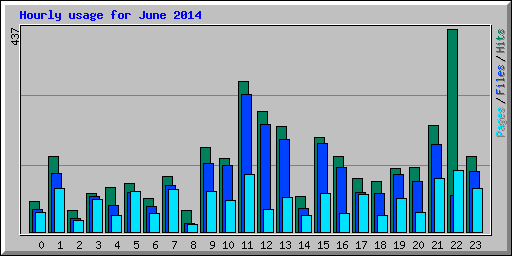 Hourly usage for June 2014
437
Pages / Files / Hits
0 1 2 3 4 5 6 7 8 9 10 11 12 13 14 15 16 17 18 19 20 21 22 23